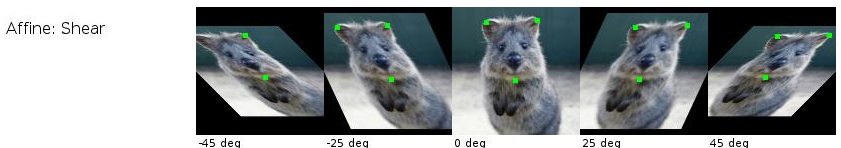 Affine: Shear
-45 deg
-25 deg
0 deg
25 deg
45 deg